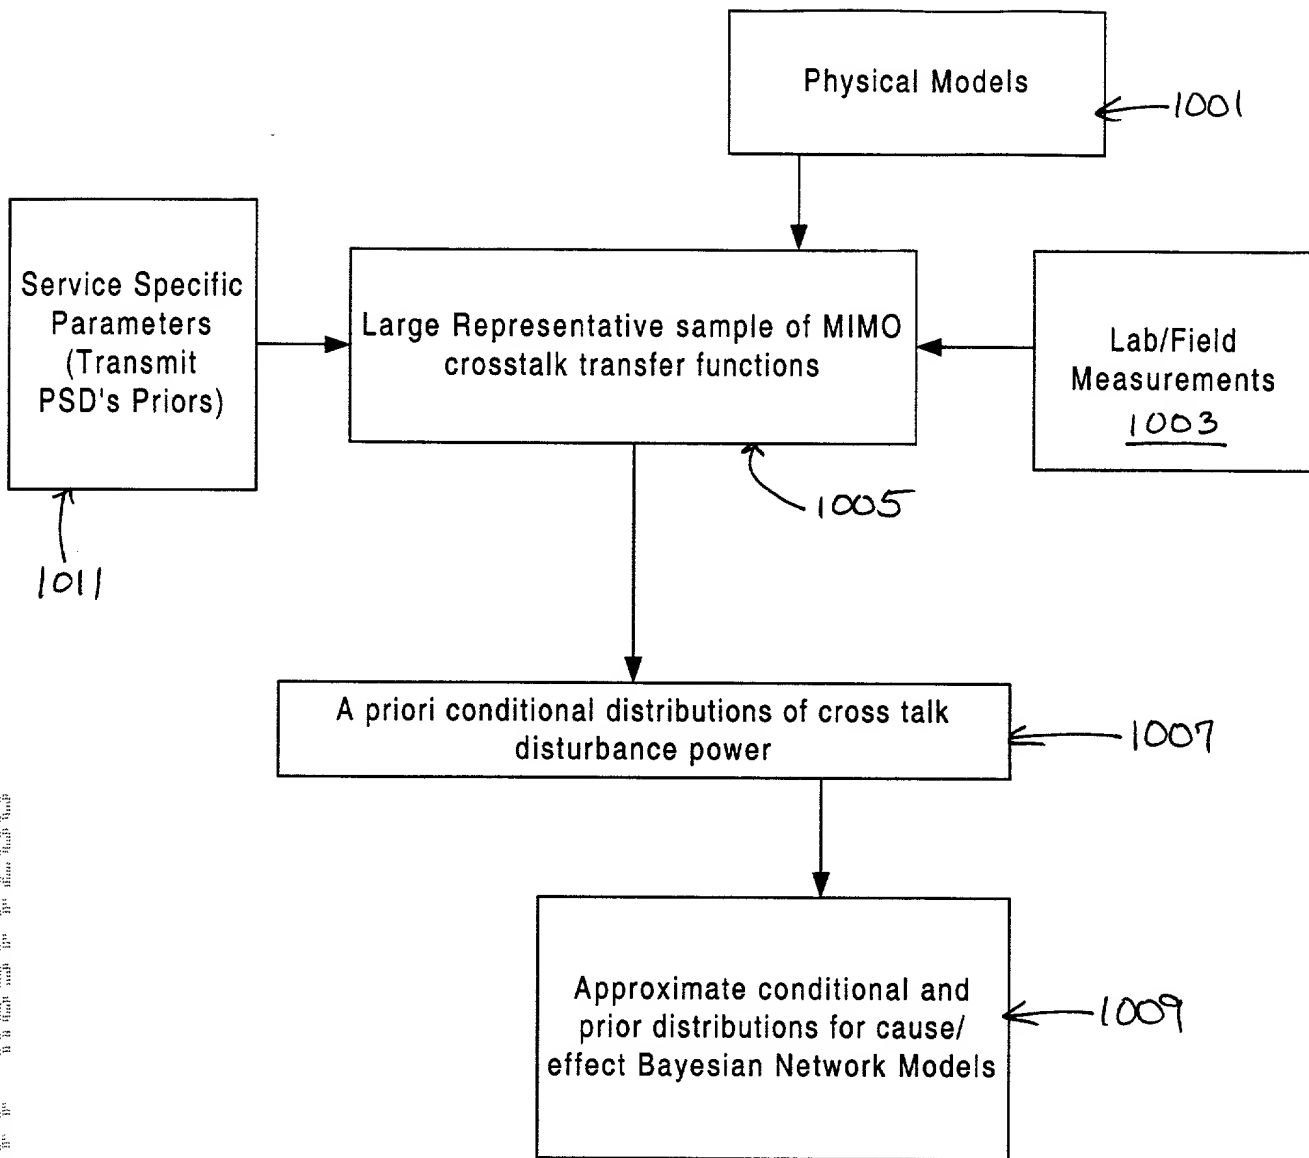 Physical Models
1001
Service Specific
Parameters
(Transmit
PSD's Priors)
1011
Large Representative sample of MIMO
crosstalk transfer functions
1005
Lab/Field
Measurements
1003
A priori conditional distributions of cross talk
disturbance power
1007
Approximate conditional and
prior distributions for cause/
effect Bayesian Network Models
1009